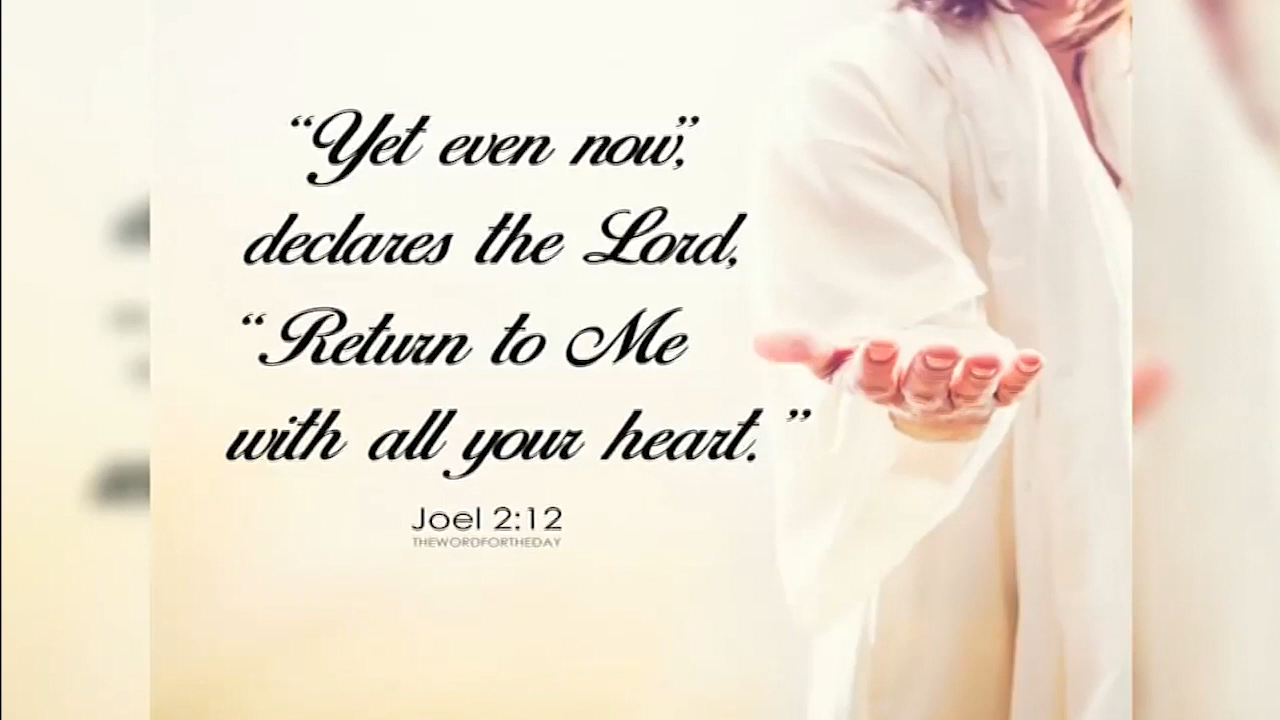 “Yet even now”,
declares the Lord,
“Return to Me
with all your heart.”
Joel 2:12
THEWORDFORTHEDAY